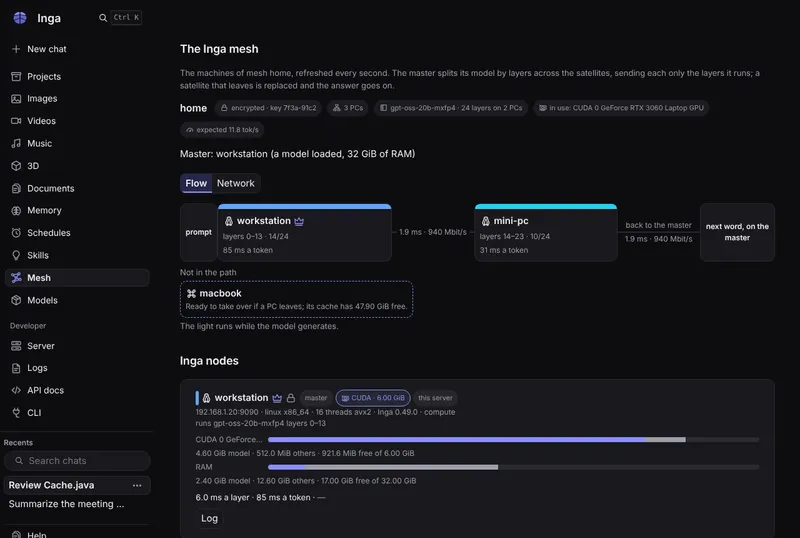 Inga
Ctrl K
New chat
Projects
Images
Videos
Music
3D
Documents
Memory
Schedules
Skills
Mesh
Models
Developer
Server
Logs
API docs
CLI
Recents
Search chats
Review Cache.java
Summarize the meeting ...
Help
The Inga mesh
The machines of mesh home, refreshed every second. The master splits its model by layers across the satellites, sending each only the layers it runs; a
satellite that leaves is replaced and the answer goes on.
home
encrypted · key 7f3a-91c2
3 PCs
gpt-oss-20b-mxfp4 · 24 layers on 2 PCs
in use: CUDA 0 GeForce RTX 3060 Laptop GPU
expected 11.8 tok/s
Master: workstation (a model loaded, 32 GiB of RAM)
Flow
Network
prompt
workstation
layers 0–13 · 14/24
85 ms a token
1.9 ms · 940 Mbit/s
mini-pc
layers 14–23 · 10/24
31 ms a token
back to the master
1.9 ms · 940 Mbit/s
next word, on the
master
Not in the path
macbook
Ready to take over if a PC leaves; its cache has 47.90 GiB free.
The light runs while the model generates.
Inga nodes
workstation
master
CUDA · 6.00 GiB
this server
192.168.1.20:9090 · linux x86_64 · 16 threads avx2 · Inga 0.49.0 · compute
runs gpt-oss-20b-mxfp4 layers 0–13
CUDA 0 GeForce...
4.60 GiB model · 512.0 MiB others · 921.6 MiB free of 6.00 GiB
RAM
2.40 GiB model · 12.60 GiB others · 17.00 GiB free of 32.00 GiB
6.0 ms a layer · 85 ms a token · —
Log